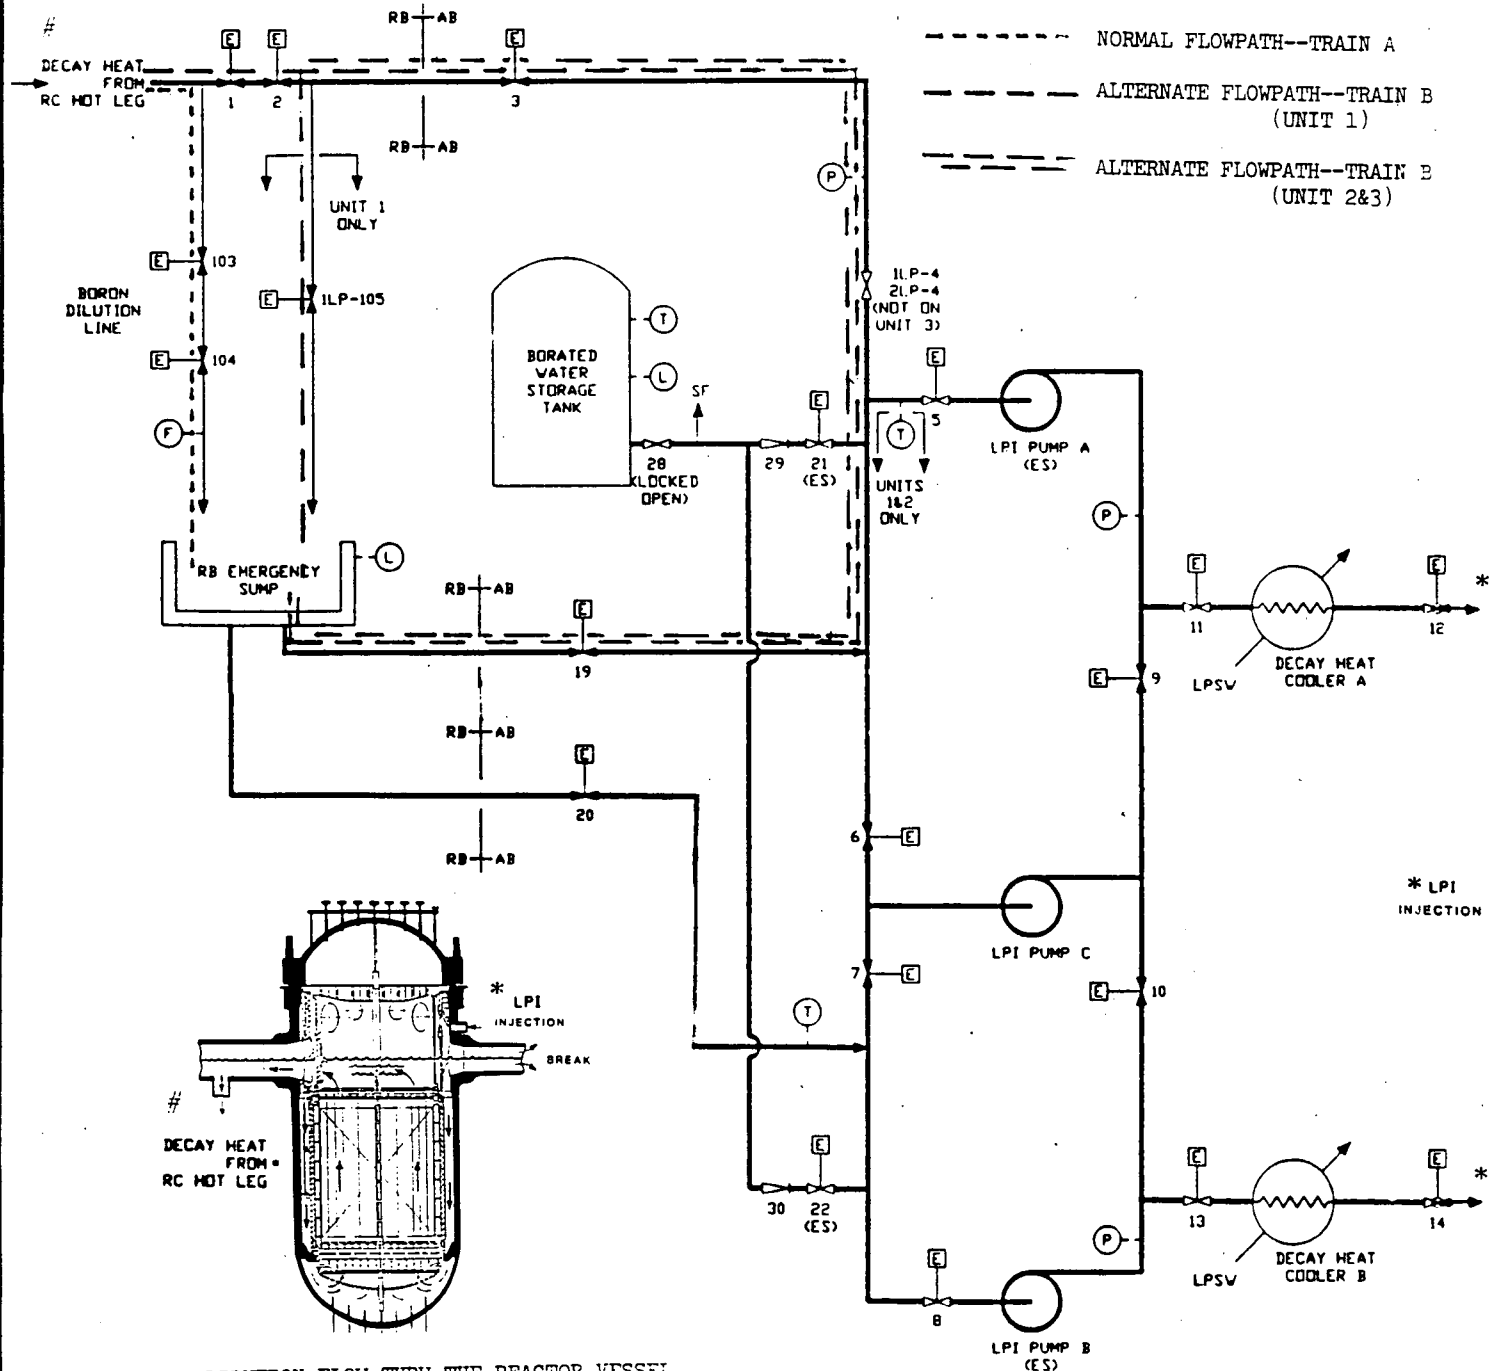 #
DECAY HEAT
FROM
RC HOT LEG
E
1
E
2
RB AB
E
3
RB AB
NORMAL FLOWPATH--TRAIN A
ALTERNATE FLOWPATH--TRAIN B
(UNIT 1)
ALTERNATE FLOWPATH--TRAIN B
(UNIT 2&3)
UNIT 1
ONLY
P
E
103
BORON
DILUTION
LINE
E
1LP-105
E
104
F
1LP-4
2LP-4
(NOT ON
UNIT 3)
BORATED
WATER
STORAGE
TANK
T
L
SF
28
(LOCKED
OPEN)
29
E
21
(ES)
E
5
T
UNITS
1&2
ONLY
LPI PUMP A
(ES)
P
RB EMERGENCY
SUMP
L
RB AB
E
19
E
11
LPSW
DECAY HEAT
COOLER A
E
12
*
E
9
RB AB
E
20
RB AB
6
E
LPI PUMP C
7
E
E
10
* LPI
INJECTION
T
* LPI
INJECTION
BREAK
#
DECAY HEAT
FROM
RC HOT LEG
30
E
22
(ES)
E
13
LPSW
DECAY HEAT
COOLER B
E
14
*
P
E
8
LPI PUMP B
(ES)
FLOW THRU THE REACTOR VESSEL